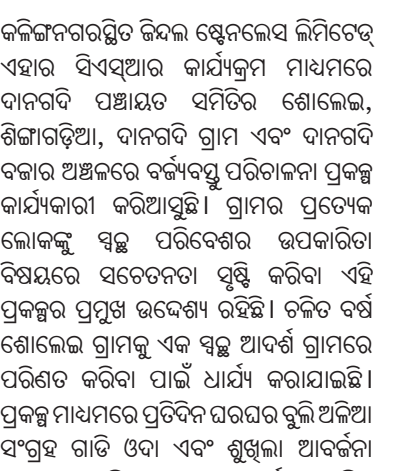 କଳିଙ୍ଗନଗରସ୍ଥିତ ଜିନ୍ଦଲ ଷ୍ଟେନଲେସ ଲିମିଟେଡ୍
ଏହାର ସିଏସ୍ଆର କାର୍ଯ୍ୟକ୍ରମ ମାଧ୍ୟମରେ
ଦାନଗଦି ପଞ୍ଚାୟତ ସମିତିର ଶୋଲେଇ,
ଶିଙ୍ଗାଗଡ଼ିଆ, ଦାନଗଦି ଗ୍ରାମ ଏବଂ ଦାନଗଦି
ବଜାର ଅଞ୍ଚଳରେ ବର୍ଜ୍ୟବସ୍ତୁ ପରିଚାଳନା ପ୍ରକଳ୍ପ
କାର୍ଯ୍ୟକାରୀ କରିଆସୁଛି। ଗ୍ରାମର ପ୍ରତ୍ୟେକ
ଲୋକଙ୍କୁ ସ୍ୱଚ୍ଛ ପରିବେଶର ଉପକାରିତା
ବିଷୟରେ ସଚେତନତା ସୃଷ୍ଟି କରିବା ଏହି
ପ୍ରକଳ୍ପର ପ୍ରମୁଖ ଉଦ୍ଦେଶ୍ୟ ରହିଛି। ଚଳିତ ବର୍ଷ
ଶୋଲେଇ ଗ୍ରାମକୁ ଏକ ସ୍ୱଚ୍ଛ ଆଦର୍ଶ ଗ୍ରାମରେ
ପରିଣତ କରିବା ପାଇଁ ଧାର୍ଯ୍ୟ କରାଯାଇଛି।
ପ୍ରକଳ୍ପ ମାଧ୍ୟମରେ ପ୍ରତିଦିନ ଘରଘର ବୁଲି ଅଳିଆ
ସଂଗ୍ରହ ଗାଡି ଓଦା ଏବଂ ଶୁଖିଲା ଆବର୍ଜନା